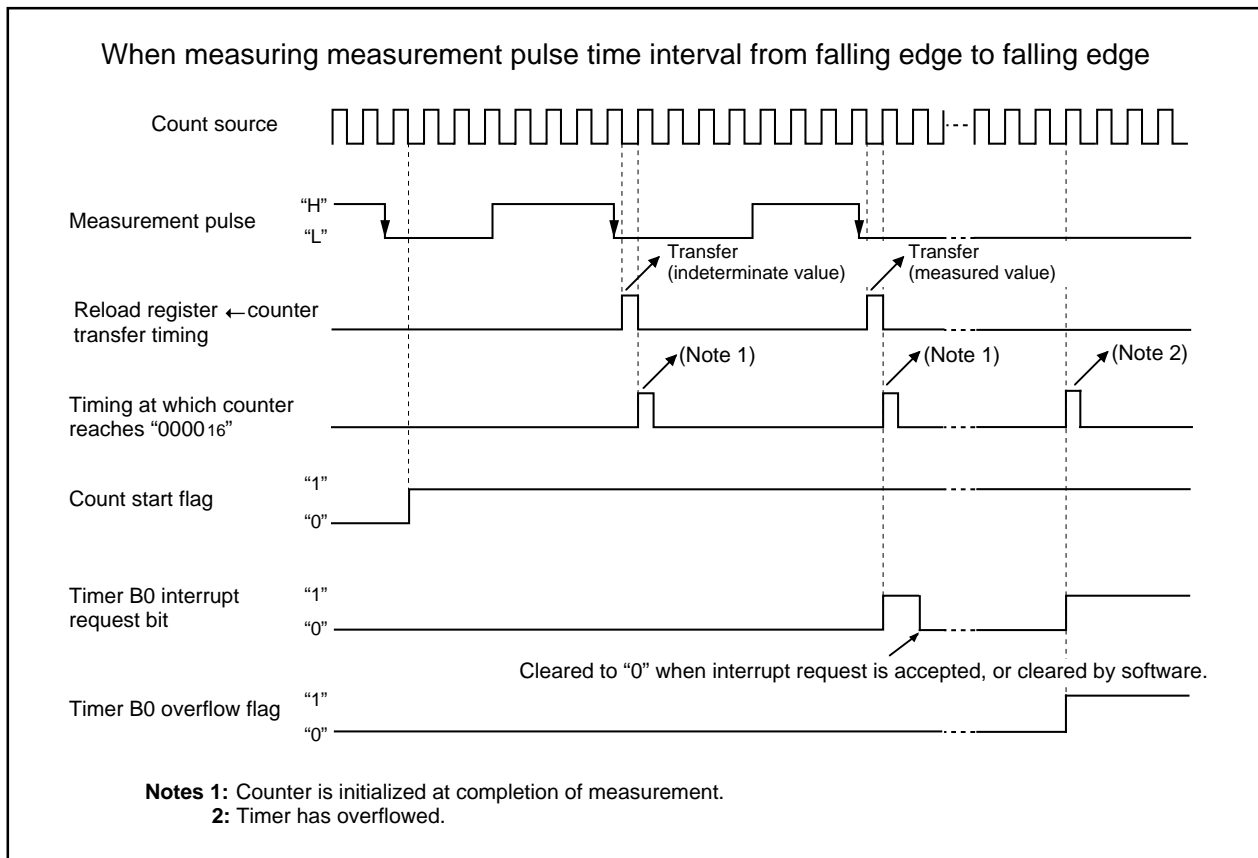 When measuring measurement pulse time interval from falling edge to falling edge
Count source
Measurement pulse
“H”
“L”
Transfer
(indeterminate value)
Transfer
(measured value)
Reload register ←counter
transfer timing
(Note 1)
(Note 1)
(Note 2)
Timing at which counter
reaches “000016”
Count start flag
“1”
“0”
Timer B0 interrupt
request bit
“1”
“0”
Cleared to “0” when interrupt request is accepted, or cleared by software.
Timer B0 overflow flag
“1”
“0”
Notes 1: Counter is initialized at completion of measurement.
2: Timer has overflowed.